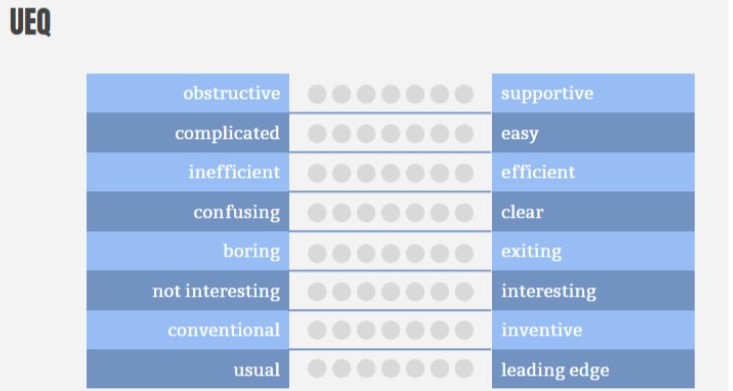 UEQ
obstructive supportive
complicated easy
inefficient efficient
confusing clear
boring exiting
not interesting interesting
conventional inventive
usual leading edge